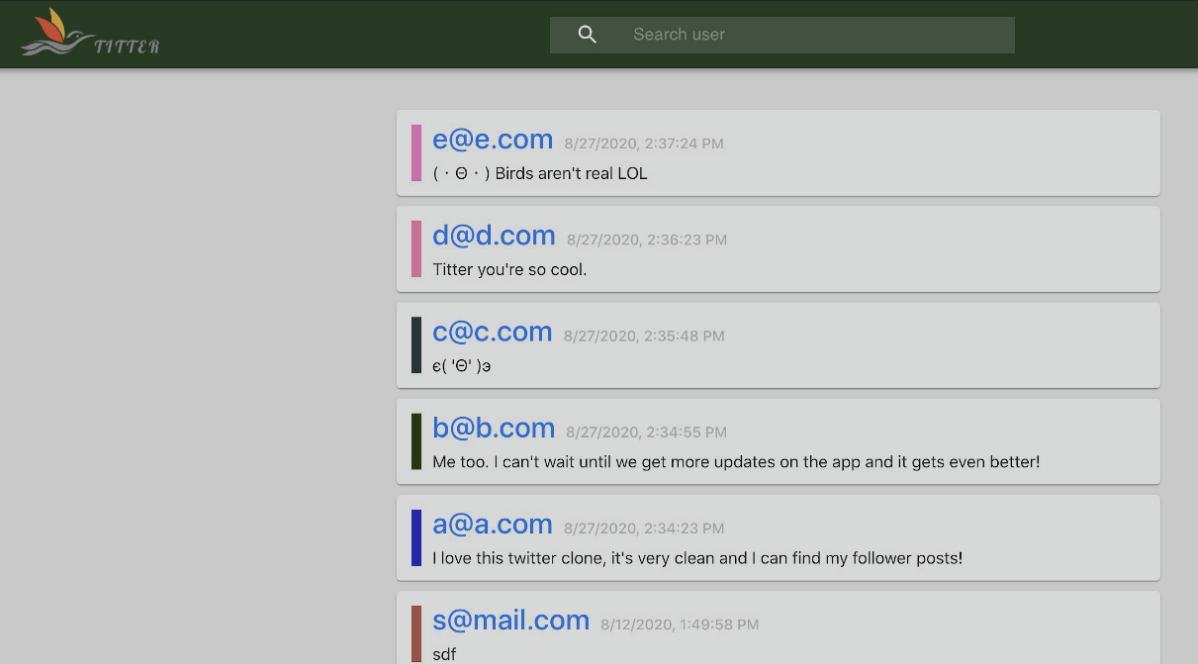 TITTER
Search user
e@e.com 8/27/2020, 2:37:24 PM
( · Θ · ) Birds aren't real LOL
d@d.com 8/27/2020, 2:36:23 PM
Titter you're so cool.
c@c.com 8/27/2020, 2:35:48 PM
є( 'Θ' )э
b@b.com 8/27/2020, 2:34:55 PM
Me too. I can't wait until we get more updates on the app and it gets even better!
a@a.com 8/27/2020, 2:34:23 PM
I love this twitter clone, it's very clean and I can find my follower posts!
s@mail.com 8/12/2020, 1:49:58 PM
sdf